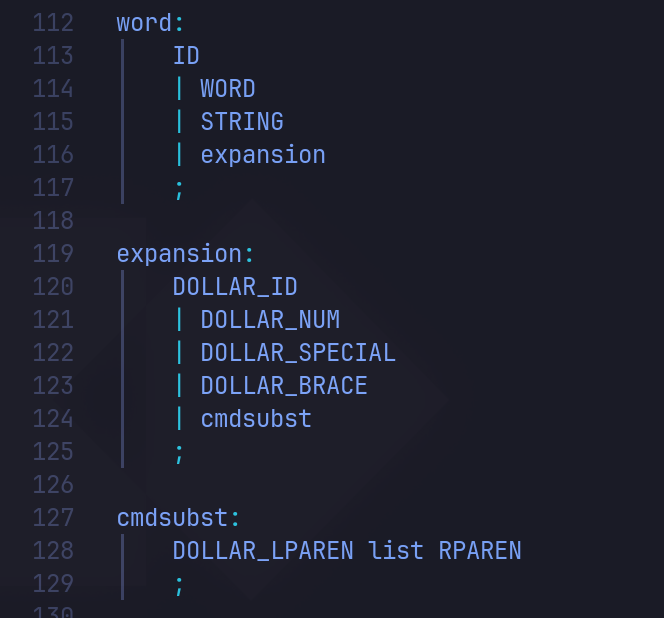 112 word:
113     ID
114     | WORD
115     | STRING
116     | expansion
117     ;
118
119 expansion:
120     DOLLAR_ID
121     | DOLLAR_NUM
122     | DOLLAR_SPECIAL
123     | DOLLAR_BRACE
124     | cmdsubst
125     ;
126
127 cmdsubst:
128     DOLLAR_LPAREN list RPAREN
129     ;
130